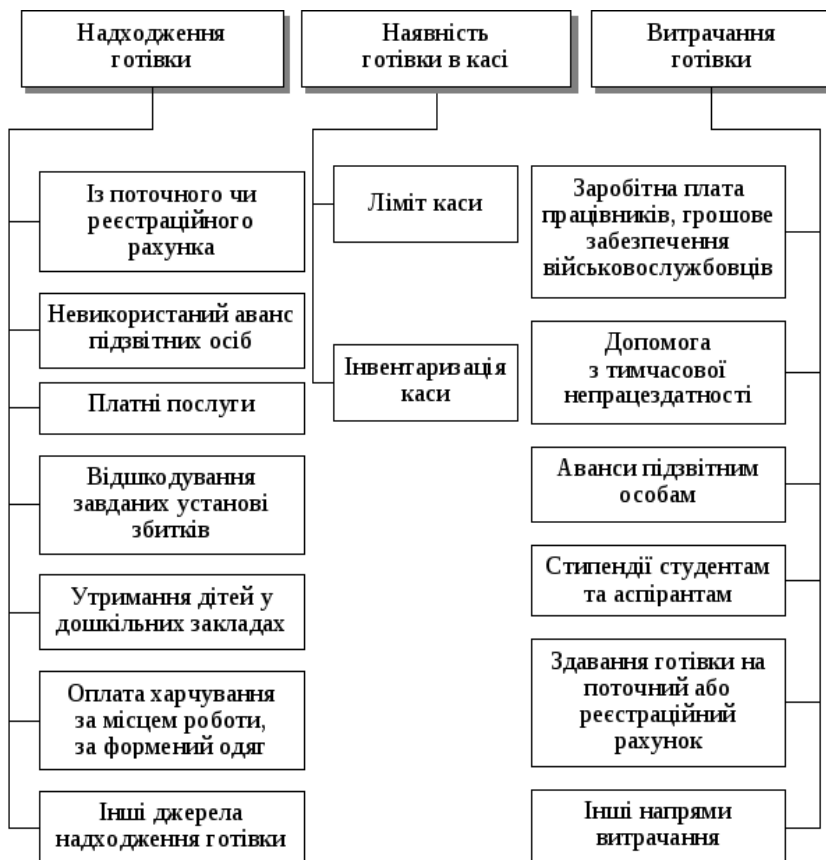 Надходження
готівки
Наявність
готівки в касі
Витрачання
готівки
Із поточного чи
реєстраційного
рахунка
Невикористаний аванс
підзвітних осіб
Платні послуги
Відшкодування
завданих установі
збитків
Утримання дітей у
дошкільних закладах
Оплата харчування
за місцем роботи,
за формений одяг
Інші джерела
надходження готівки
Ліміт каси
Інвентаризація
каси
Заробітна плата
працівників, грошове
забезпечення
військовослужбовців
Допомога
з тимчасової
непрацездатності
Аванси підзвітним
особам
Стипендії студентам
та аспірантам
Здавання готівки на
поточний або
реєстраційний
рахунок
Інші напрями
витрачання